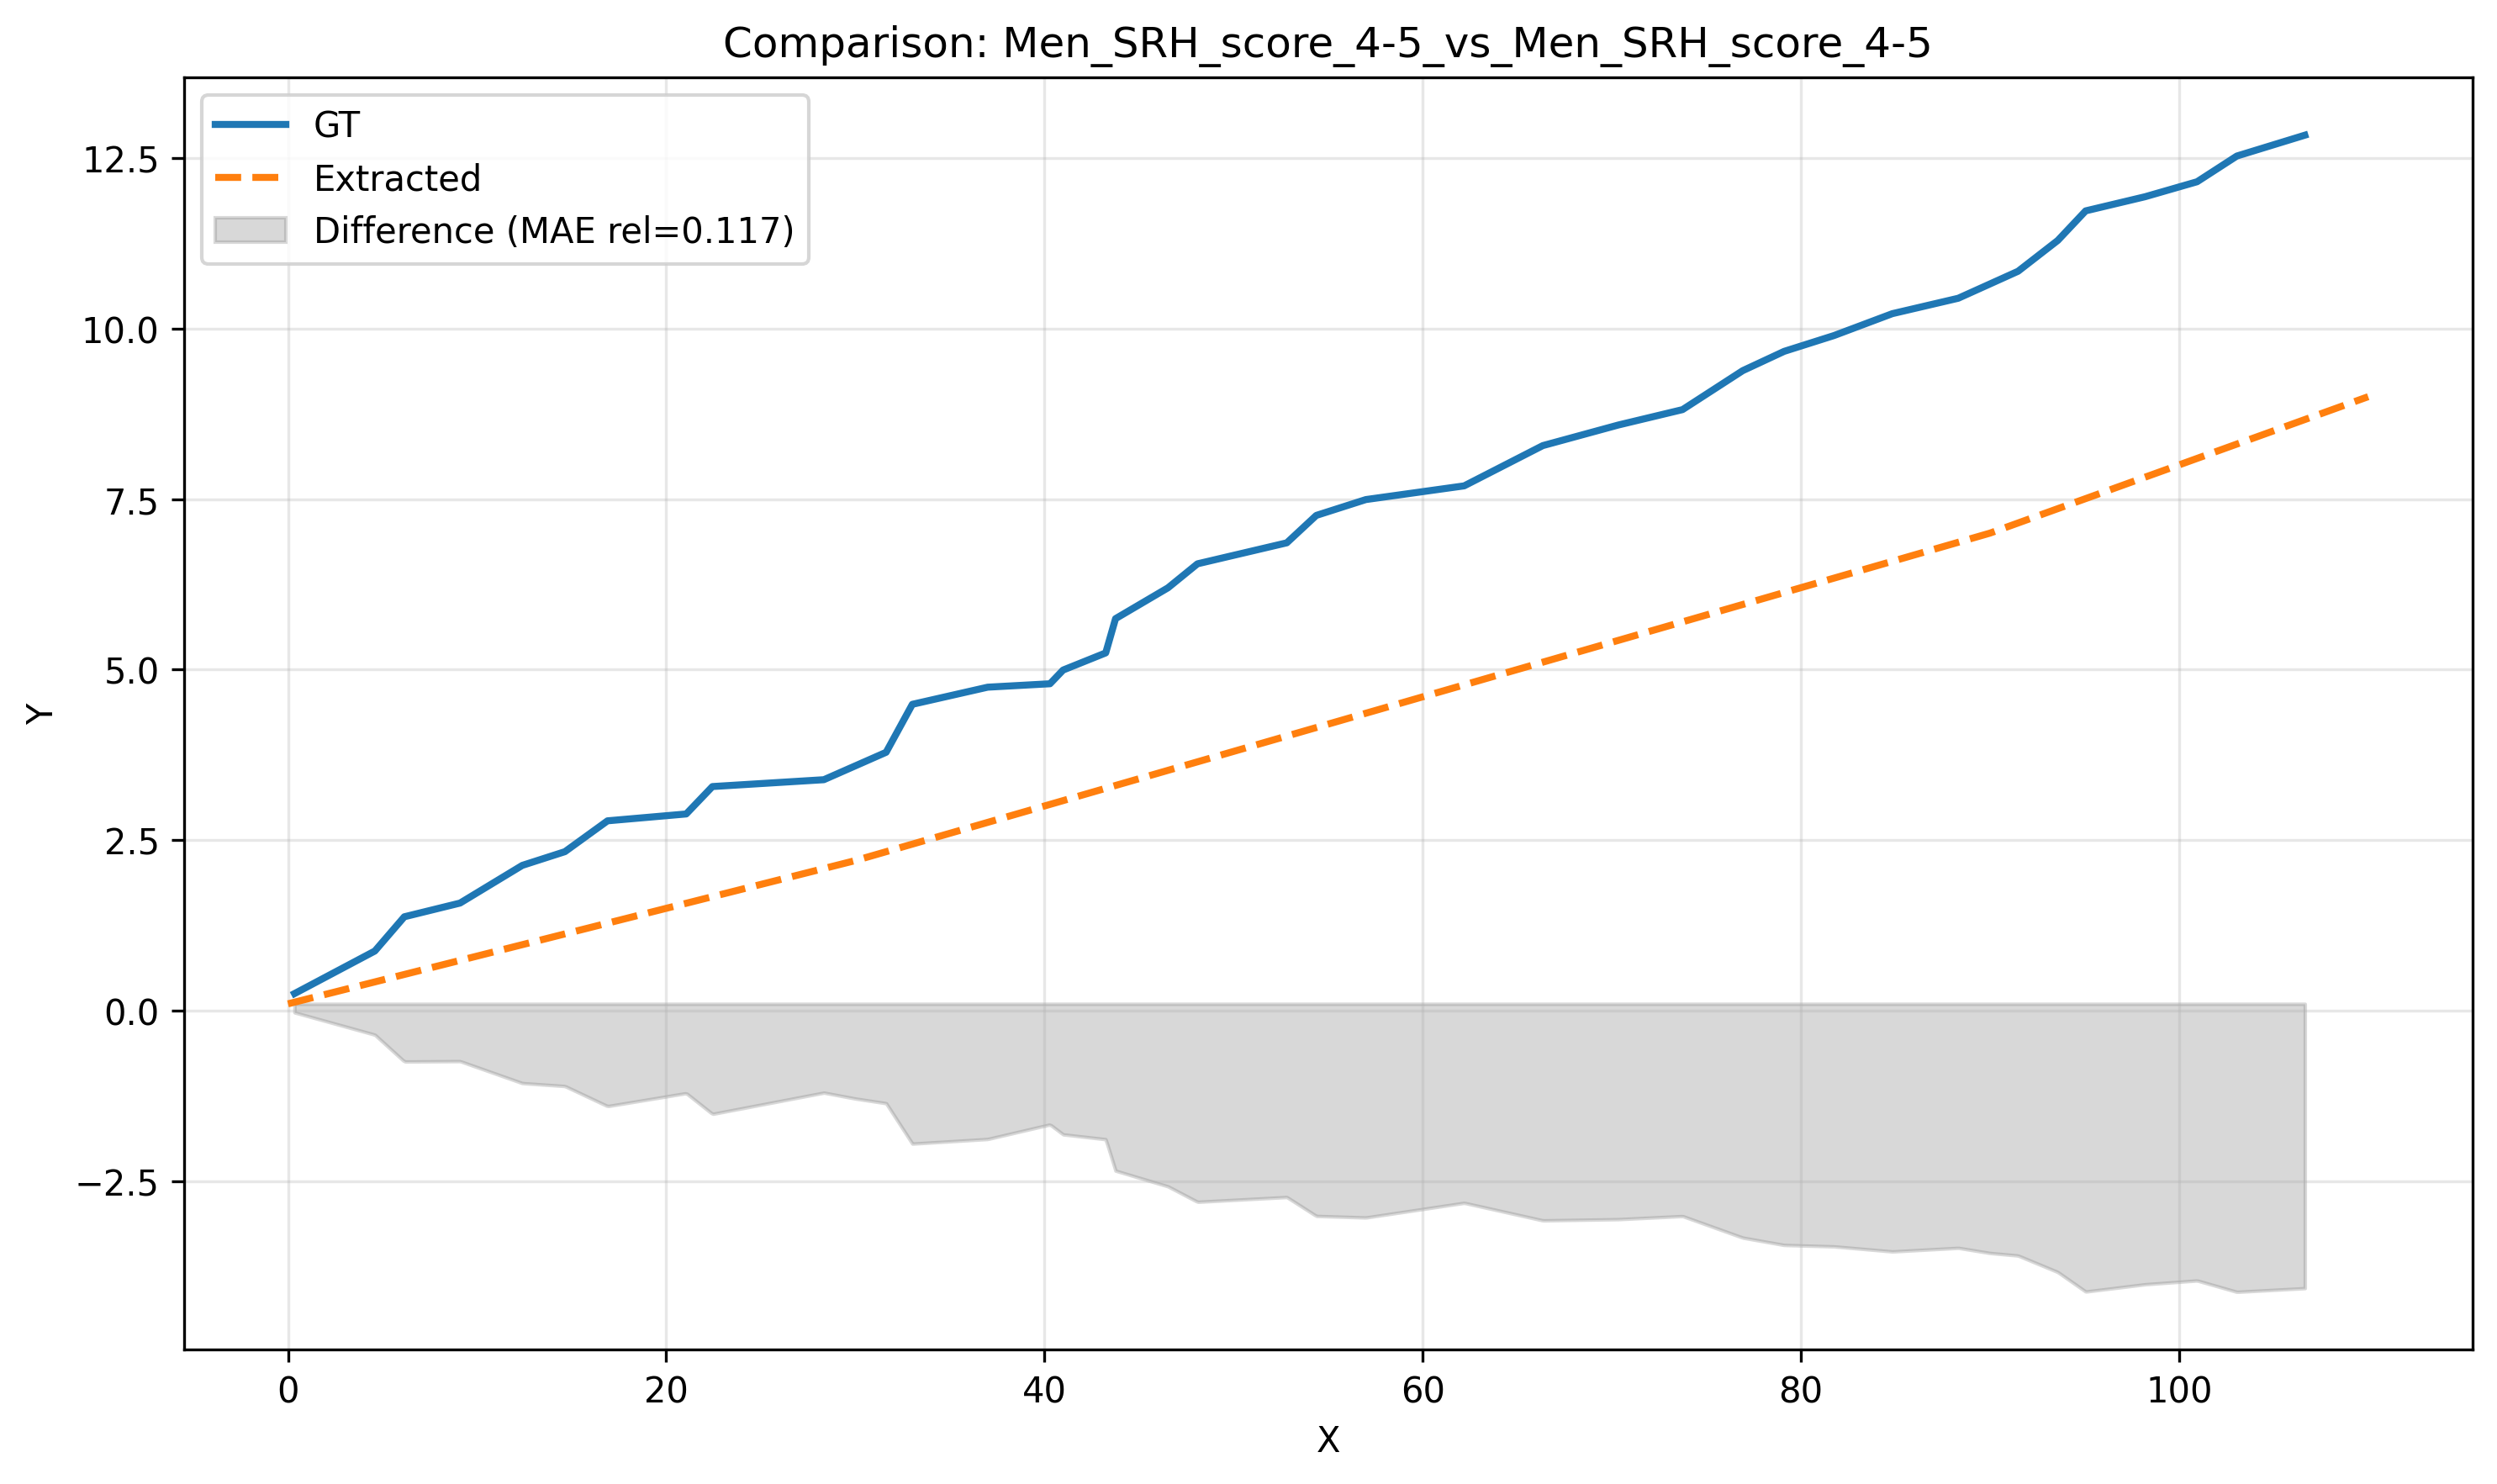 Comparison: Men_SRH_score_4-5_vs_Men_SRH_score_4-5
GT
Extracted
Difference (MAE rel=0.117)
12.5
10.0
7.5
5.0
2.5
0.0
−2.5
Y
0 20 40 60 80 100
X